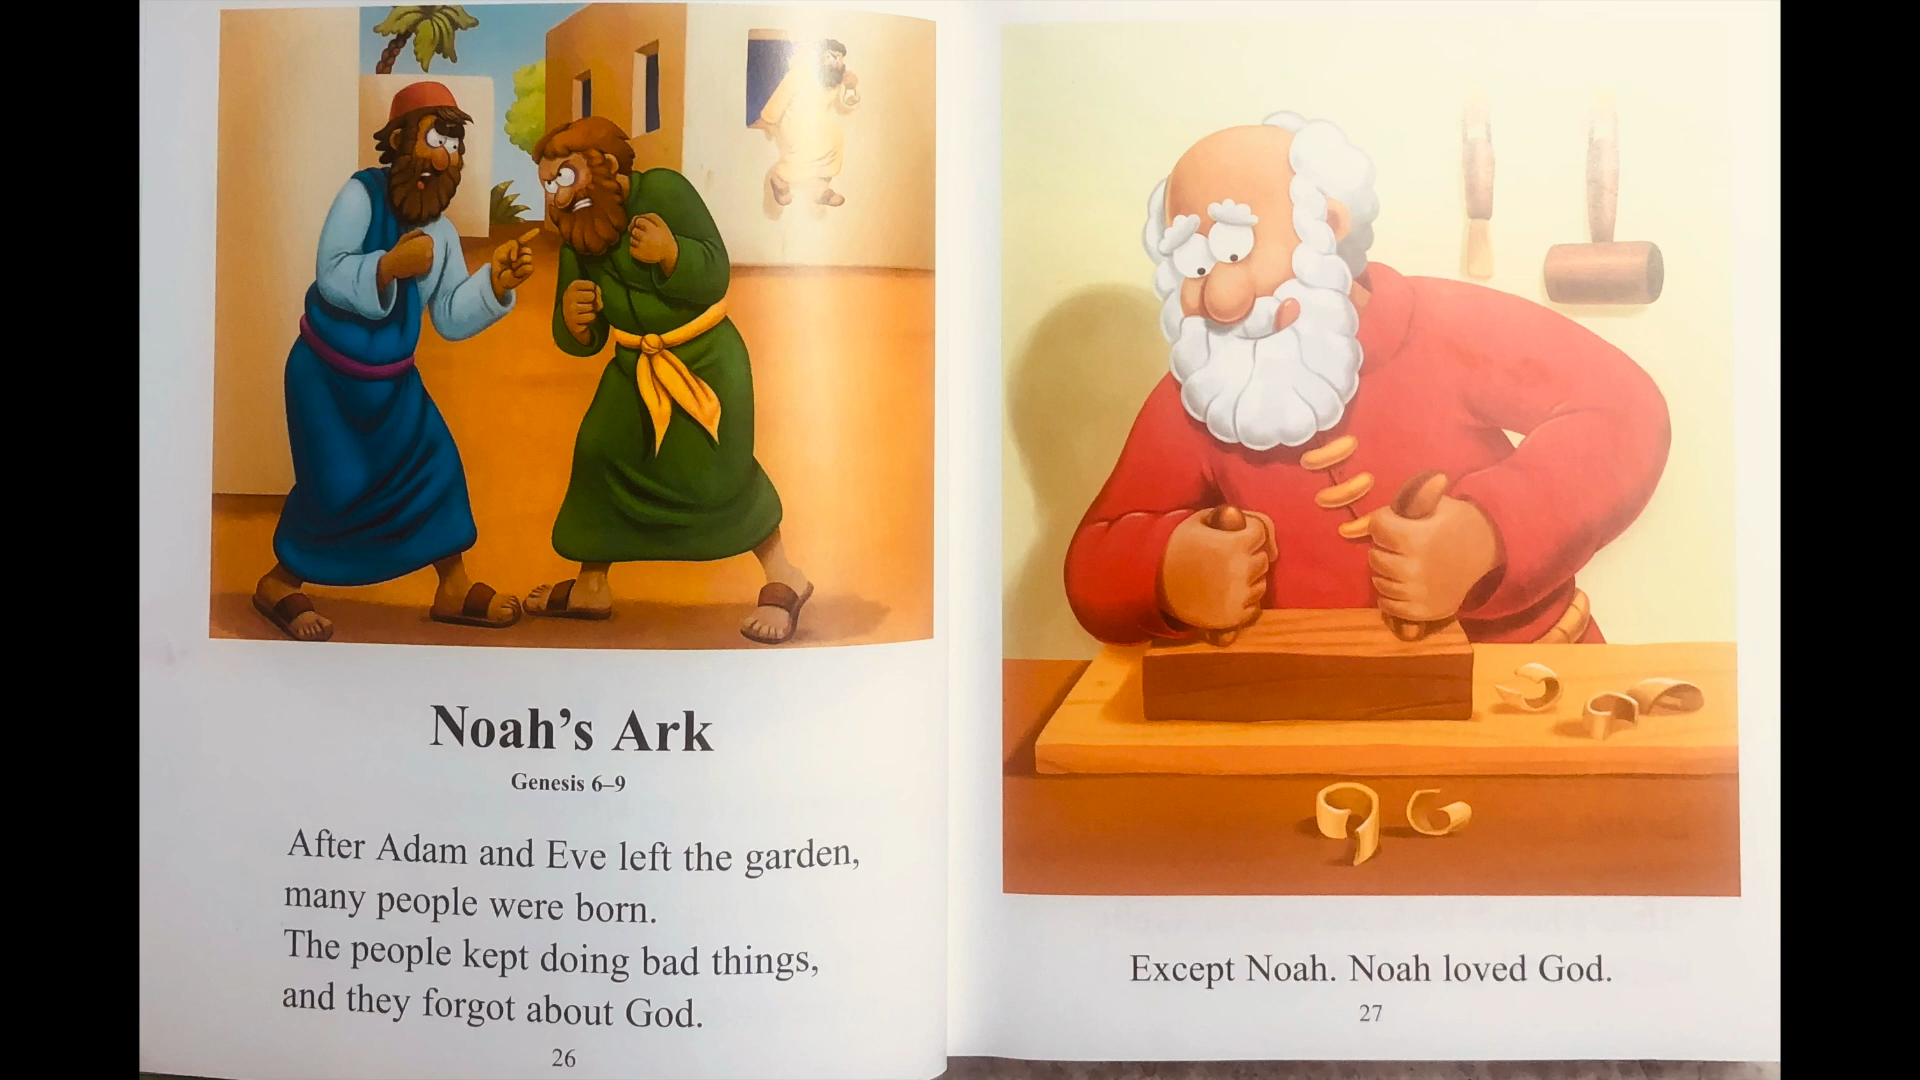 Noah's Ark
Genesis 6–9
After Adam and Eve left the garden,
many people were born.
The people kept doing bad things,
and they forgot about God.
26
Except Noah. Noah loved God.
27